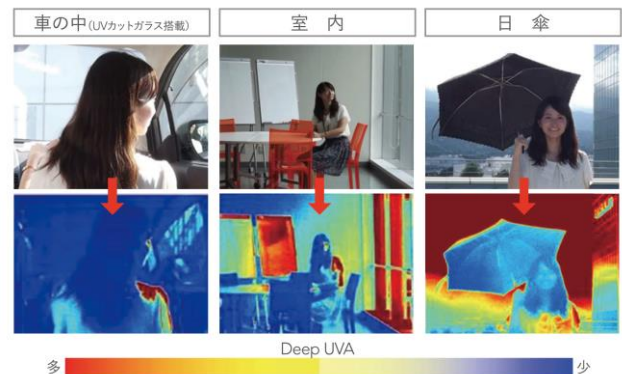 車の中(UVカットガラス搭載)
室 内
日 傘
Deep UVA
多
少